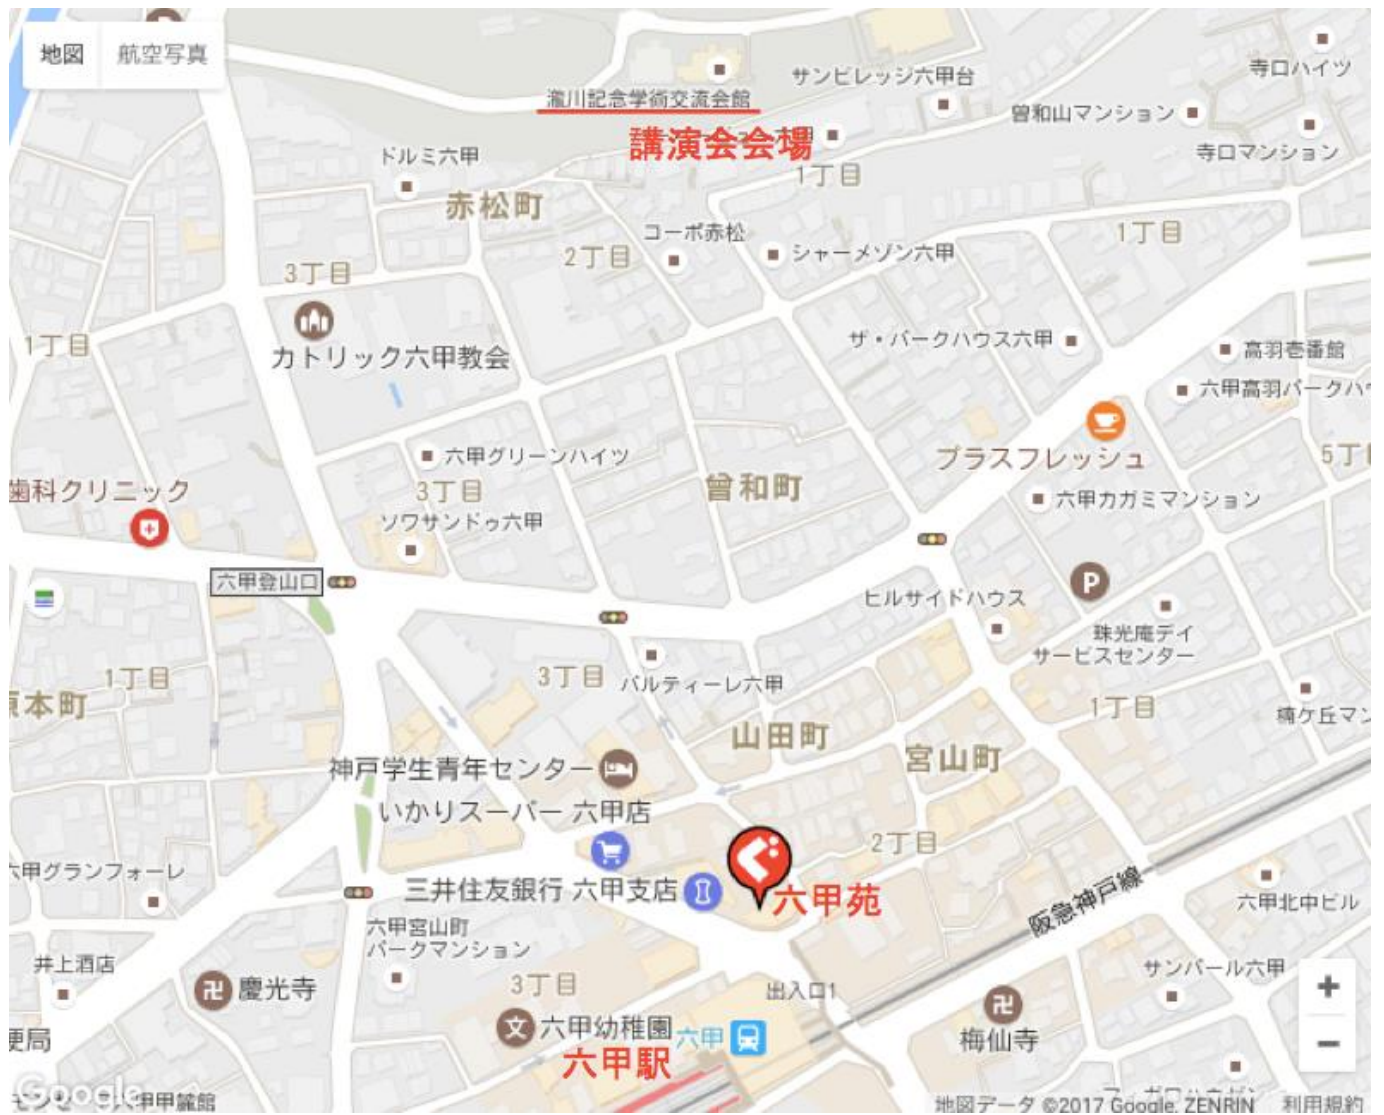 地図
航空写真
瀧川記念学術交流会館
講演会会場
サンビレッジ六甲台
寺口ハイツ
曽和山マンション
寺口マンション
1丁目
ドルミ六甲
赤松町
コーポ赤松
2丁目
シャーメゾン六甲
1丁目
3丁目
カトリック六甲教会
1丁目
ザ・パークハウス六甲
高羽壱番館
六甲高羽パークハウ
プラスフレッシュ
5丁目
六甲グリーンハイツ
3丁目
ソワサンドゥ六甲
曾和町
六甲カガミマンション
歯科クリニック
六甲登山口
ヒルサイドハウス
P
珠光庵デイ
サービスセンター
1丁目
本町
3丁目
バルティーレ六甲
山田町
宮山町
1丁目
楠ケ丘マン
神戸学生青年センター
いかりスーパー 六甲店
2丁目
三井住友銀行 六甲支店
六甲苑
阪急神戸線
六甲グランフォーレ
六甲宮山町
パークマンション
六甲北中ビル
井上酒店
慶光寺
3丁目
出入口1
サンパール六甲
文
六甲幼稚園
六甲
六甲駅
梅仙寺
便局
+
−
Google
地図データ ©2017 Google, ZENRIN
利用規約